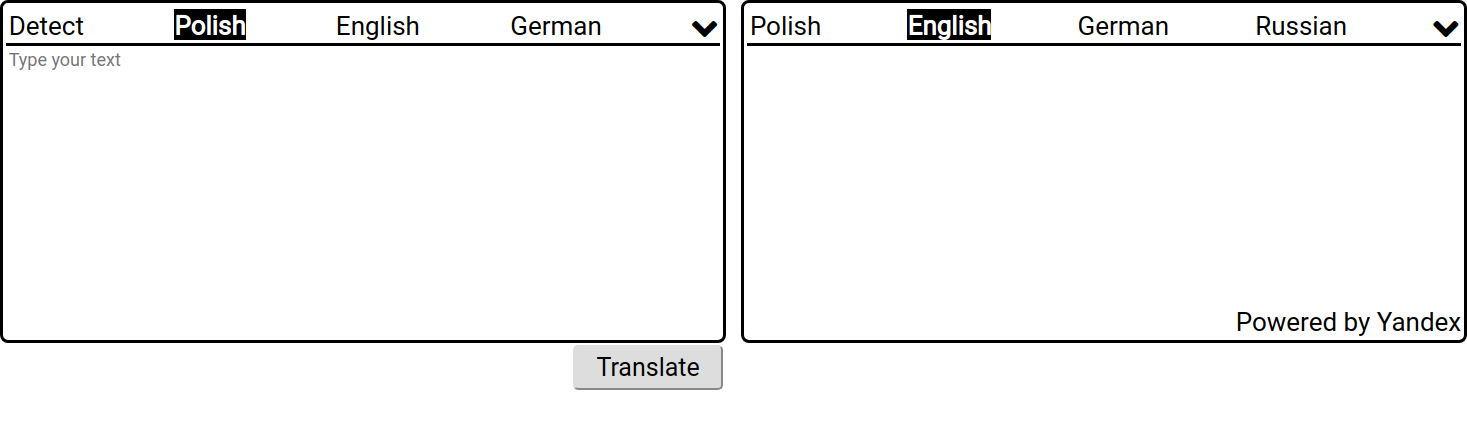 Detect Polish English German
Type your text
Polish English German Russian
Powered by Yandex
Translate